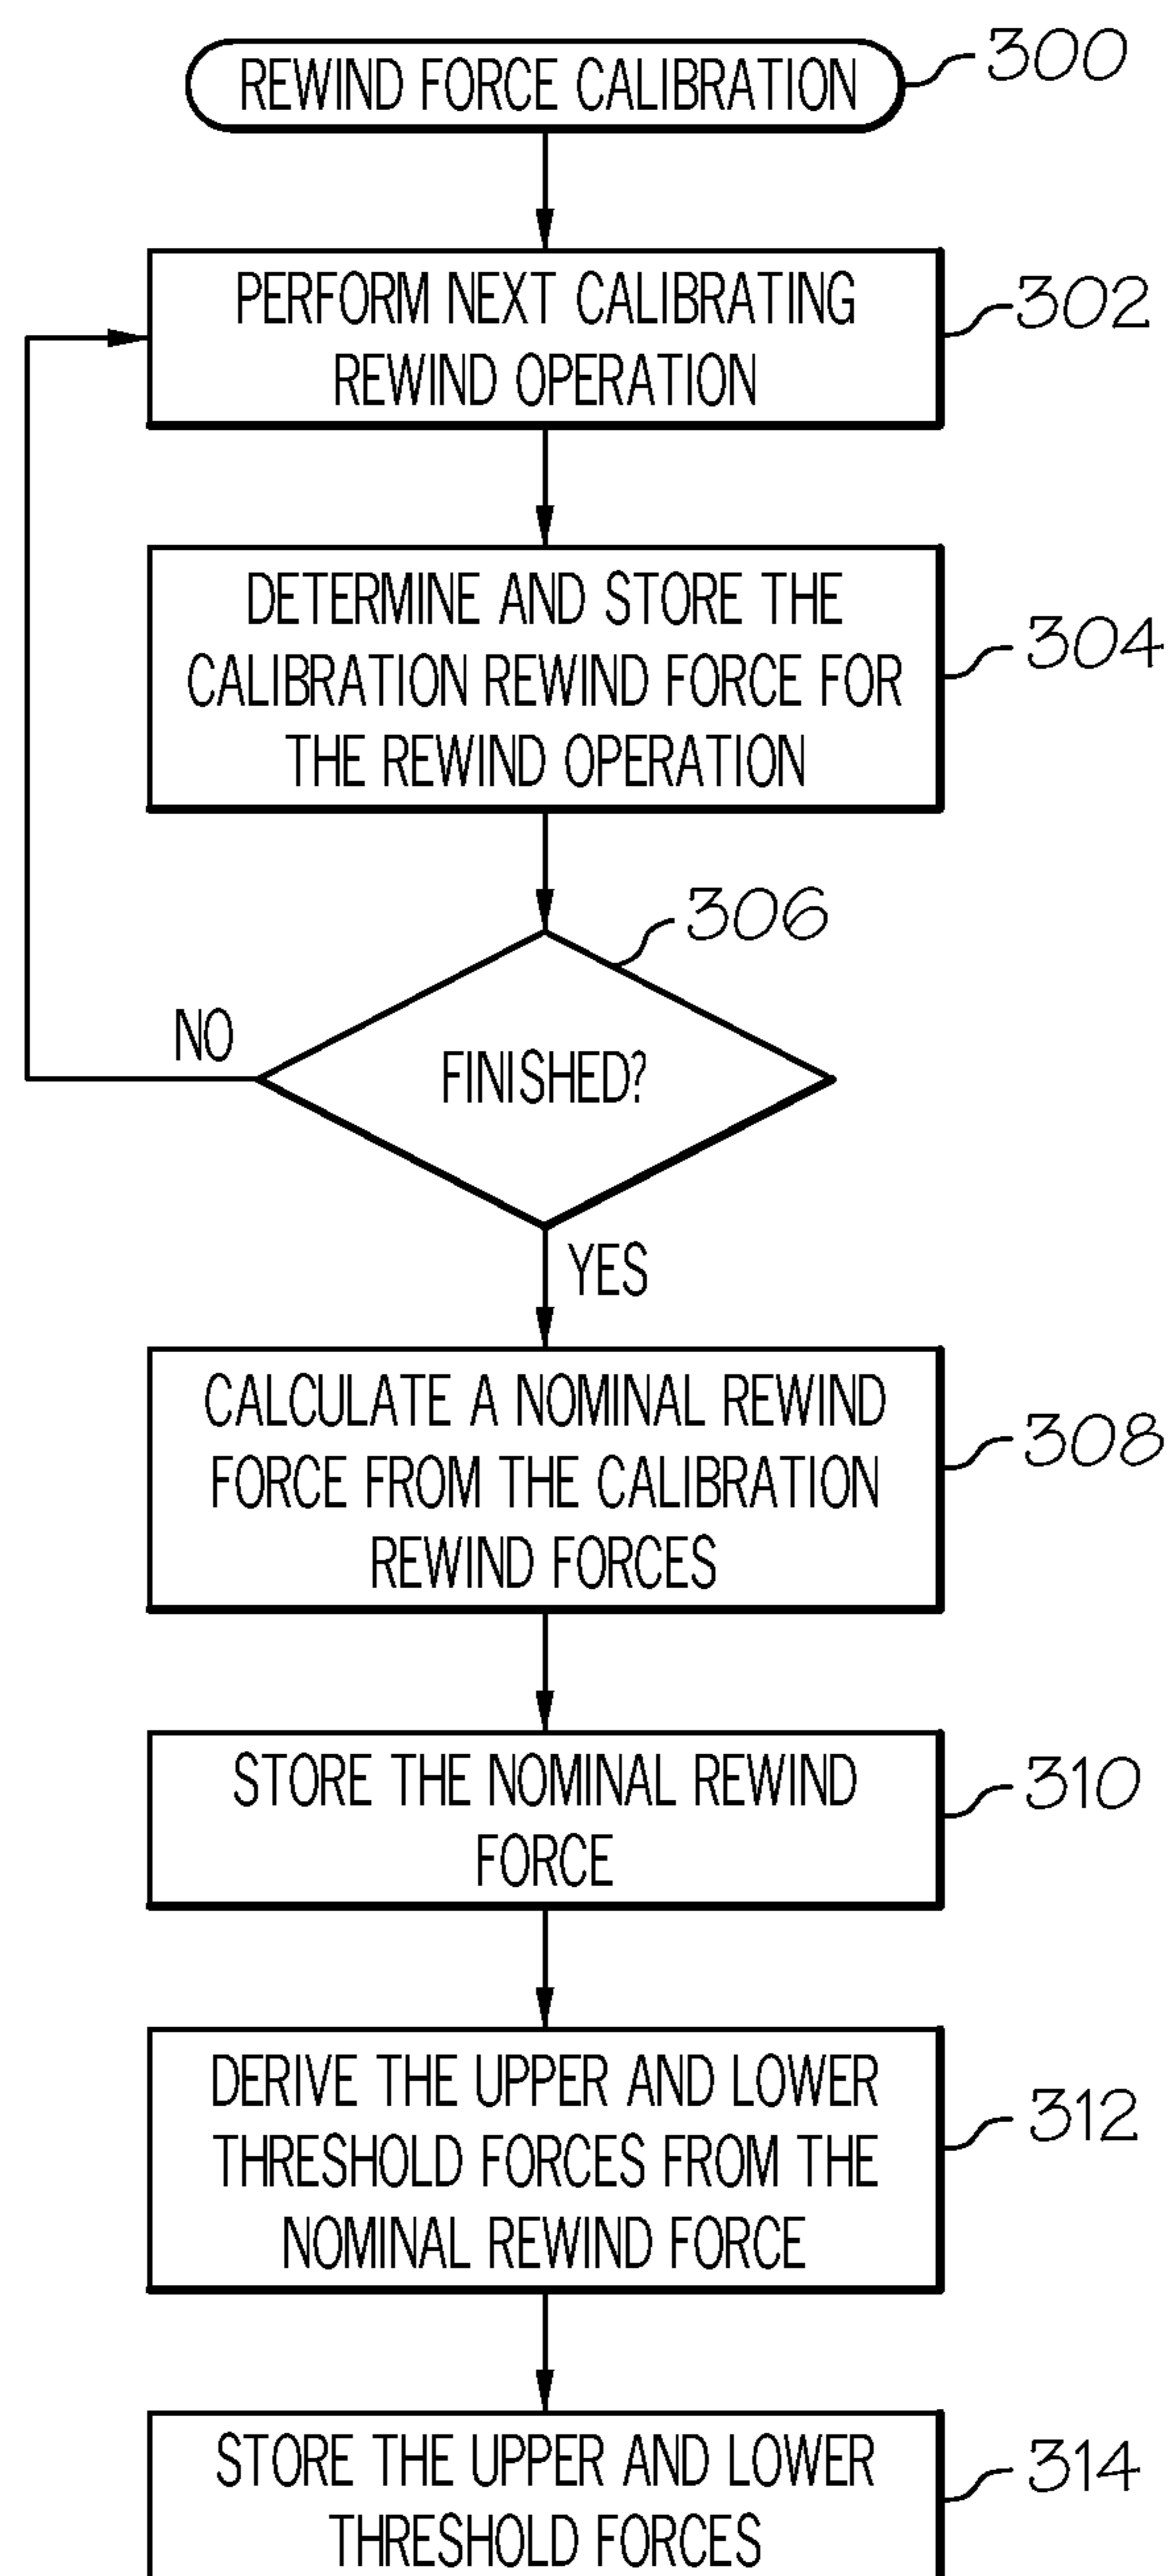 REWIND FORCE CALIBRATION
300
PERFORM NEXT CALIBRATING
REWIND OPERATION
302
DETERMINE AND STORE THE
CALIBRATION REWIND FORCE FOR
THE REWIND OPERATION
304
306
FINISHED?
NO
YES
CALCULATE A NOMINAL REWIND
FORCE FROM THE CALIBRATION
REWIND FORCES
308
STORE THE NOMINAL REWIND
FORCE
310
DERIVE THE UPPER AND LOWER
THRESHOLD FORCES FROM THE
NOMINAL REWIND FORCE
312
STORE THE UPPER AND LOWER
THRESHOLD FORCES
314